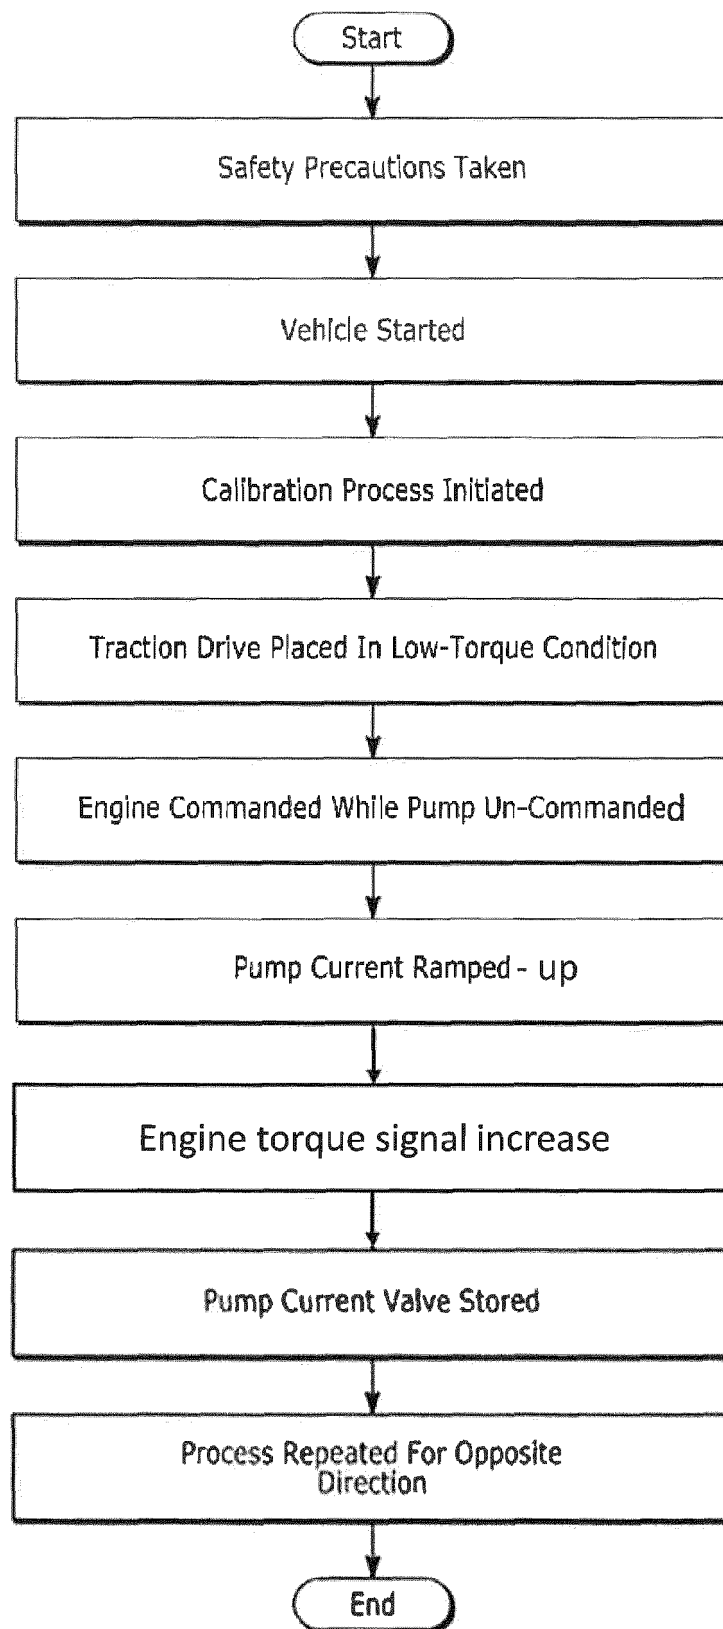 Start
Safety Precautions Taken
Vehicle Started
Calibration Process Initiated
Traction Drive Placed In Low-Torque Condition
Engine Commanded While Pump Un-Commanded
Pump Current Ramped - up
Engine torque signal increase
Pump Current Valve Stored
Process Repeated For Opposite
Direction
End